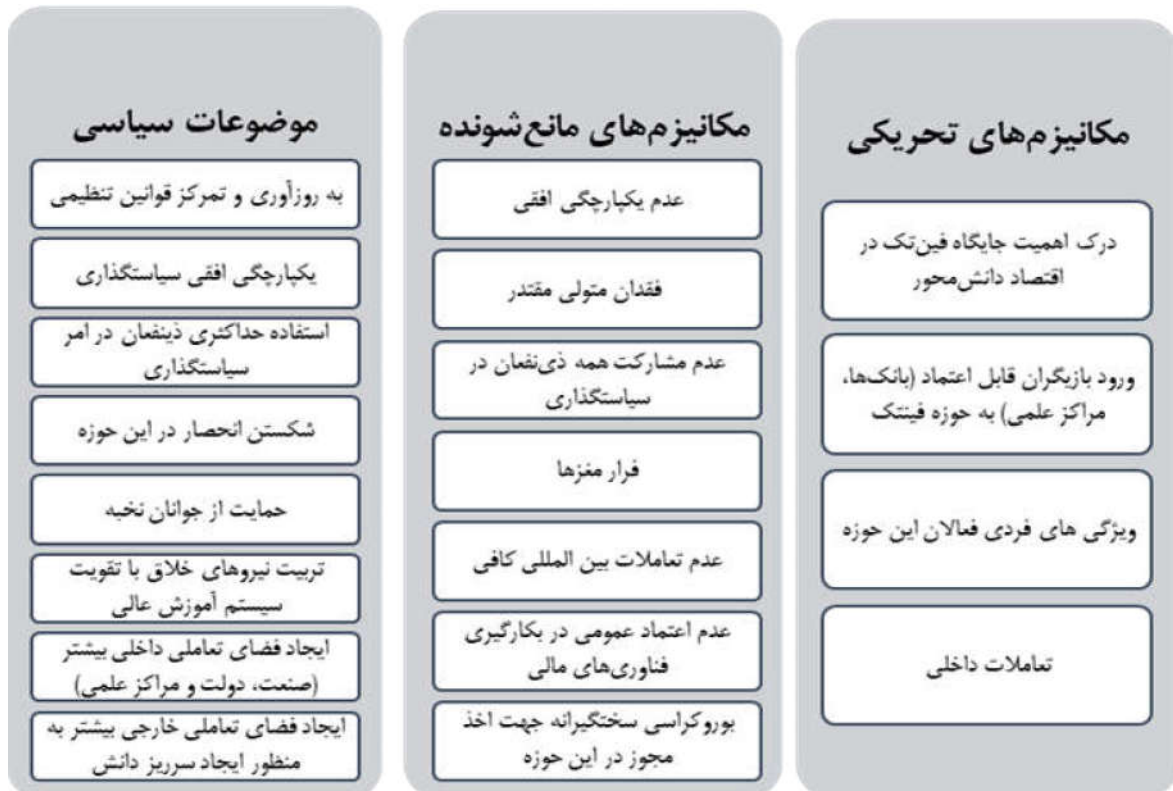 مکانیزم‌های تحریکی
درک اهمیت جایگاه فین‌تک در
اقتصاد دانش‌محور
ورود بازیگران قابل اعتماد (بانک‌ها،
مراکز علمی) به حوزه فینتک
ویژگی های فردی فعالان این حوزه
تعاملات داخلی
مکانیزم‌های مانع‌شونده
عدم یکپارچگی افقی
فقدان متولی مقتدر
عدم مشارکت همه ذی‌نفعان در
سیاستگذاری
فرار مغزها
عدم تعاملات بین المللی کافی
عدم اعتماد عمومی در بکارگیری
فناوری‌های مالی
بوروکراسی سختگیرانه جهت اخذ
مجوز در این حوزه
موضوعات سیاسی
به روزآوری و تمرکز قوانین تنظیمی
یکپارچگی افقی سیاستگذاری
استفاده حداکثری ذینفعان در امر
سیاستگذاری
شکستن انحصار در این حوزه
حمایت از جوانان نخبه
تربیت نیروهای خلاق با تقویت
سیستم آموزش عالی
ایجاد فضای تعاملی داخلی بیشتر
(صنعت، دولت و مراکز علمی)
ایجاد فضای تعاملی خارجی بیشتر به
منظور ایجاد سرریز دانش